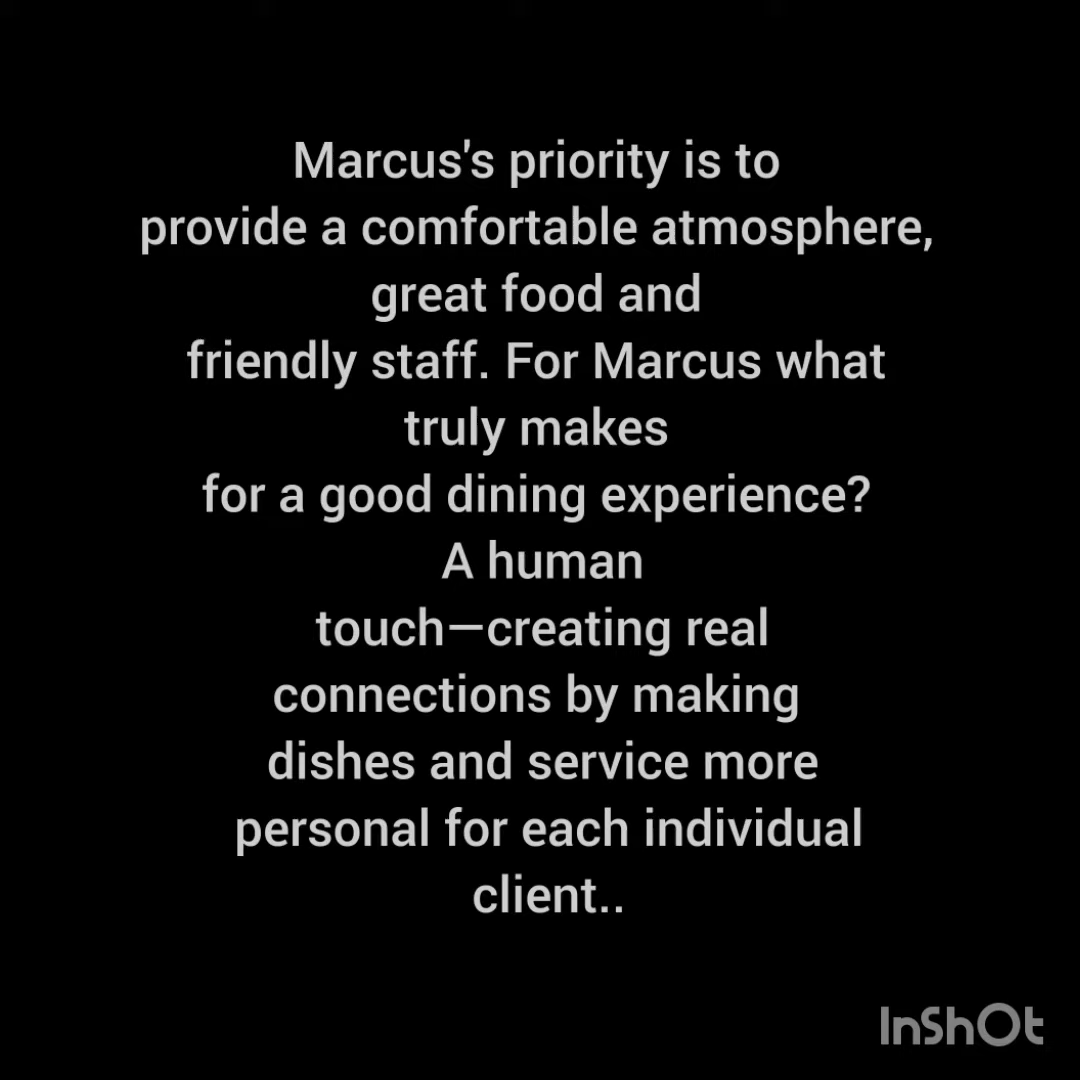 Marcus's priority is to
provide a comfortable atmosphere,
great food and
friendly staff. For Marcus what
truly makes
for a good dining experience?
A human
touch—creating real
connections by making
dishes and service more
personal for each individual
client..
InShOt